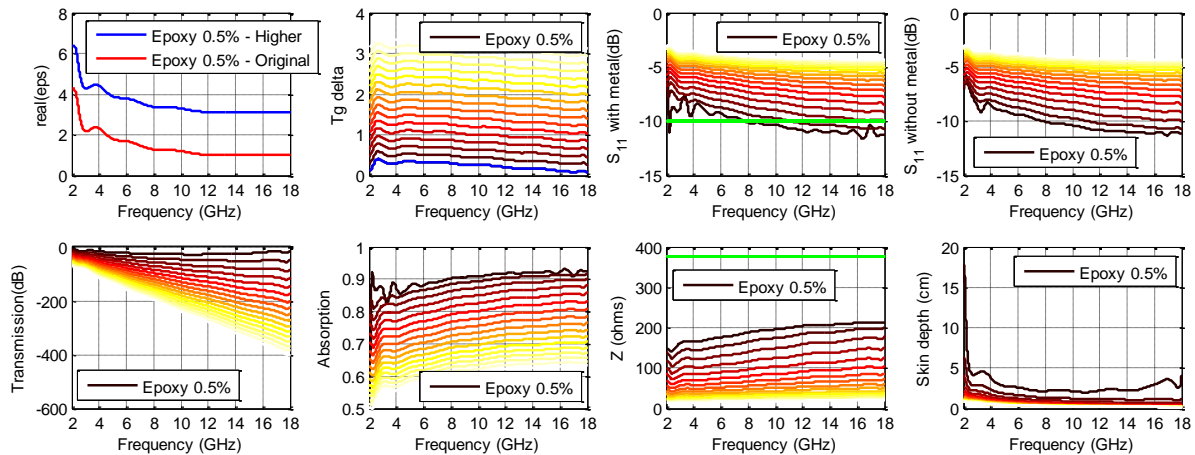 real(eps)
8
6
4
2
0
Epoxy 0.5% - Higher
Epoxy 0.5% - Original
2 4 6 8 10 12 14 16 18
Frequency (GHz)
Tg delta
4
3
2
1
0
Epoxy 0.5%
2 4 6 8 10 12 14 16 18
Frequency (GHz)
S11 with metal(dB)
0
-5
-10
-15
Epoxy 0.5%
2 4 6 8 10 12 14 16 18
Frequency (GHz)
S11 without metal(dB)
0
-5
-10
-15
Epoxy 0.5%
2 4 6 8 10 12 14 16 18
Frequency (GHz)
Transmission(dB)
0
-200
-400
-600
Epoxy 0.5%
2 4 6 8 10 12 14 16 18
Frequency (GHz)
Absorption
1
0.9
0.8
0.7
0.6
0.5
Epoxy 0.5%
2 4 6 8 10 12 14 16 18
Frequency (GHz)
Z (ohms)
400
300
200
100
0
Epoxy 0.5%
2 4 6 8 10 12 14 16 18
Frequency (GHz)
Skin depth (cm)
20
15
10
5
0
Epoxy 0.5%
2 4 6 8 10 12 14 16 18
Frequency (GHz)